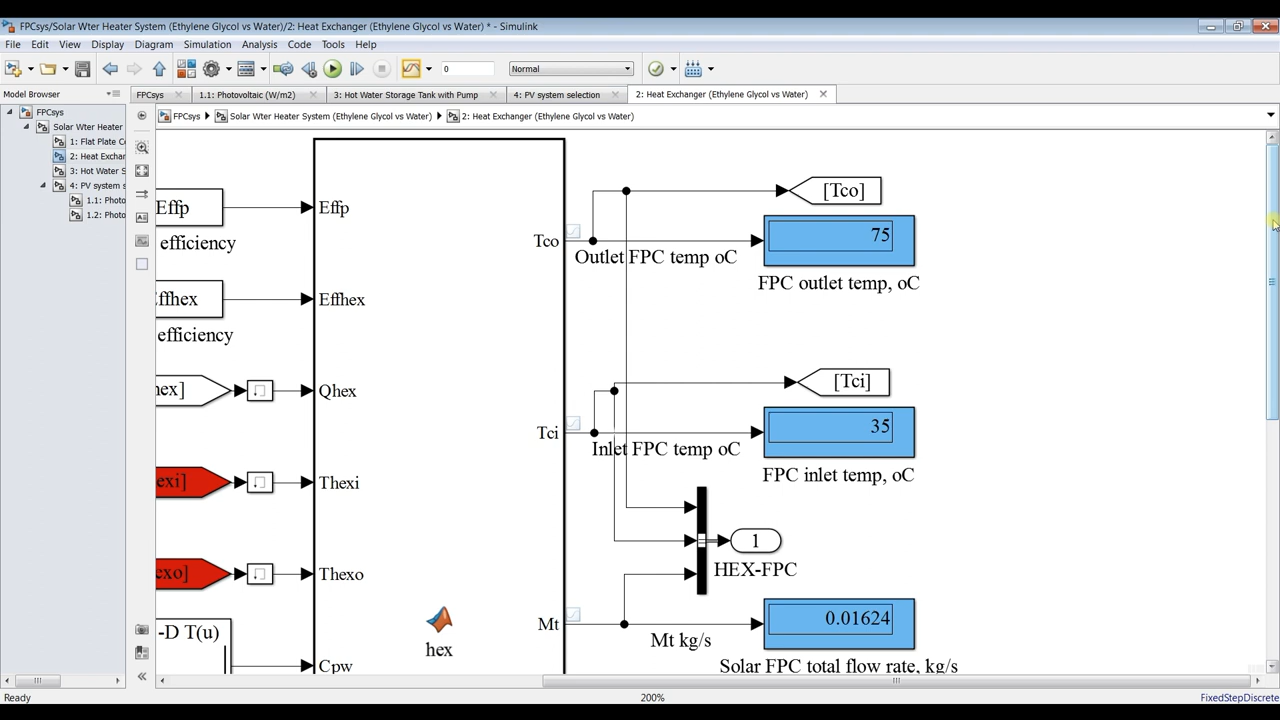 FPCsys/Solar Wter Heater System (Ethylene Glycol vs Water)/2: Heat Exchanger (Ethylene Glycol vs Water) * - Simulink
File Edit View Display Diagram Simulation Analysis Code Tools Help
0 Normal
Model Browser
FPCsys
Solar Wter Heater
1: Flat Plate C
2: Heat Exchar
3: Hot Water S
4: PV system s
1.1: Photo
1.2: Photo
FPCsys 1.1: Photovoltaic (W/m2) 3: Hot Water Storage Tank with Pump 4: PV system selection 2: Heat Exchanger (Ethylene Glycol vs Water)
FPCsys Solar Wter Heater System (Ethylene Glycol vs Water) 2: Heat Exchanger (Ethylene Glycol vs Water)
Effp
efficiency
Effhex
efficiency
hex]
exi]
exo]
-D T(u)
Effp
Effhex
Qhex
Thexi
Thexo
Cpw
hex
Tco
Tci
Mt
[Tco]
75
Outlet FPC temp oC
FPC outlet temp, oC
[Tci]
35
Inlet FPC temp oC
FPC inlet temp, oC
1
HEX-FPC
0.01624
Mt kg/s
Solar FPC total flow rate, kg/s
Ready 200% FixedStepDiscrete